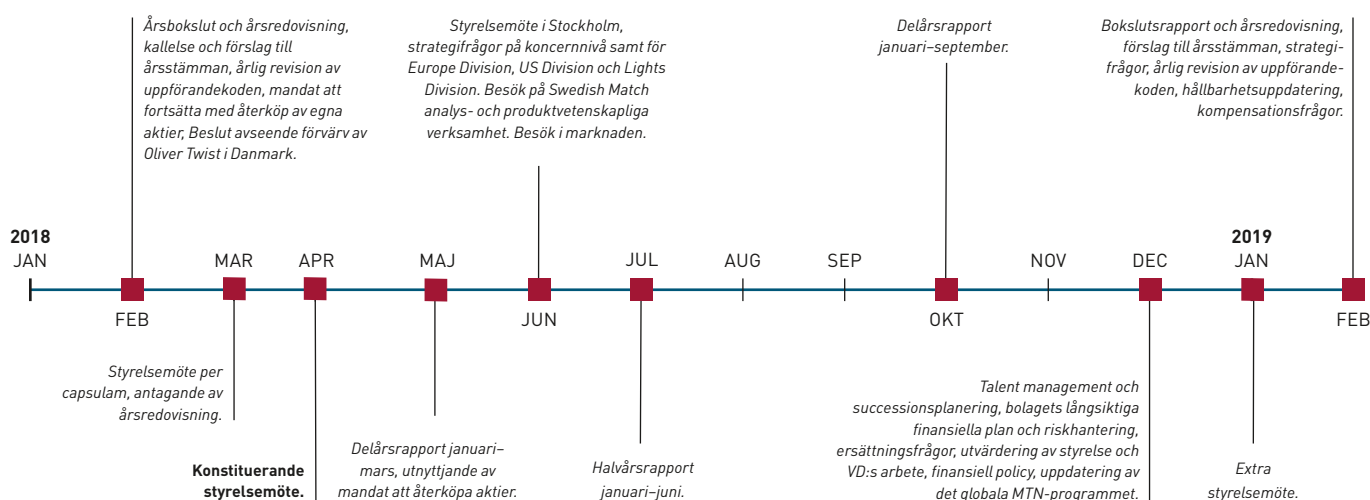 Årsbokslut och årsredovisning,
kallelse och förslag till
årsstämman, årlig revision av
uppförandekoden, mandat att
fortsätta med återköp av egna
aktier, Beslut avseende förvärv av
Oliver Twist i Danmark.
Styrelsemöte i Stockholm,
strategifrågor på koncernnivå samt för
Europe Division, US Division och Lights
Division. Besök på Swedish Match
analys- och produktvetenskapliga
verksamhet. Besök i marknaden.
Delårsrapport
januari–september.
Bokslutsrapport och årsredovisning,
förslag till årsstämman, strategi-
frågor, årlig revision av uppförande-
koden, hållbarhetsuppdatering,
kompensationsfrågor.
2018
JAN
FEB
MAR
APR
MAJ
JUN
JUL
AUG
SEP
OKT
NOV
DEC
2019
JAN
FEB
Styrelsemöte per
capsulam, antagande av
årsredovisning.
Konstituerande
styrelsemöte.
Delårsrapport januari–
mars, utnyttjande av
mandat att återköpa aktier.
Halvårsrapport
januari–juni.
Talent management och
successionsplanering, bolagets långsiktiga
finansiella plan och riskhantering,
ersättningsfrågor, utvärdering av styrelse och
VD:s arbete, finansiell policy, uppdatering av
det globala MTN-programmet.
Extra
styrelsemöte.